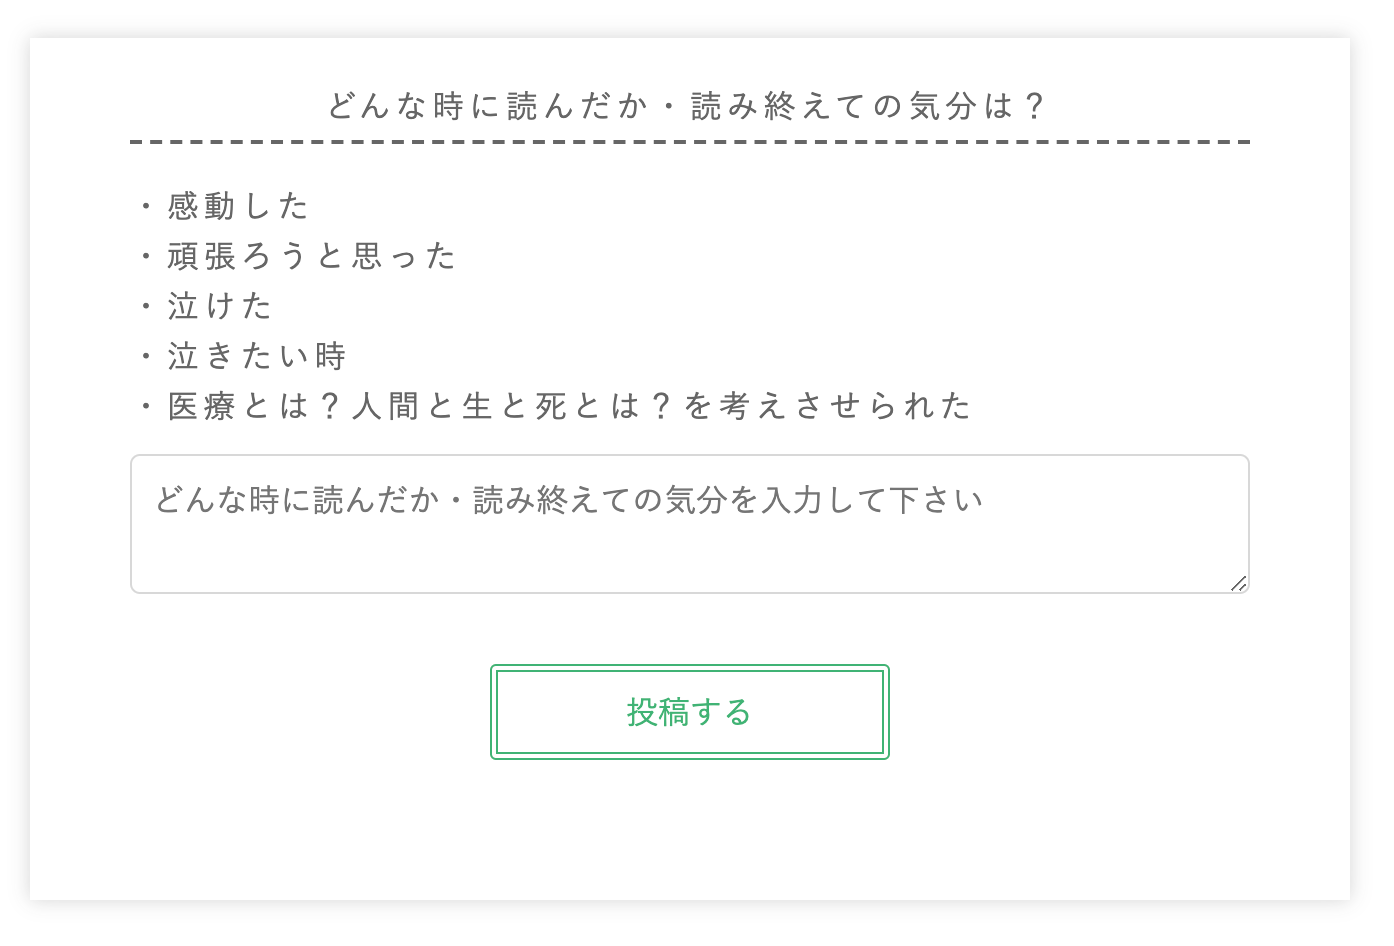 どんな時に読んだか・読み終えての気分は？
・感動した
・頑張ろうと思った
・泣けた
・泣きたい時
・医療とは？人間と生と死とは？を考えさせられた
どんな時に読んだか・読み終えての気分を入力して下さい
投稿する